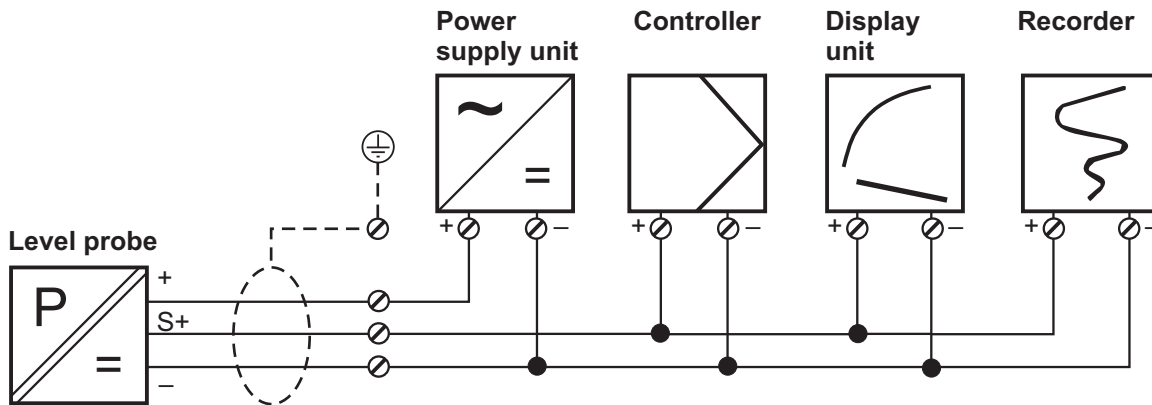 Power
supply unit
Controller
Display
unit
Recorder
~
=
+ –
+ –
+ –
+ –
Level probe
P
=
+
S+
–